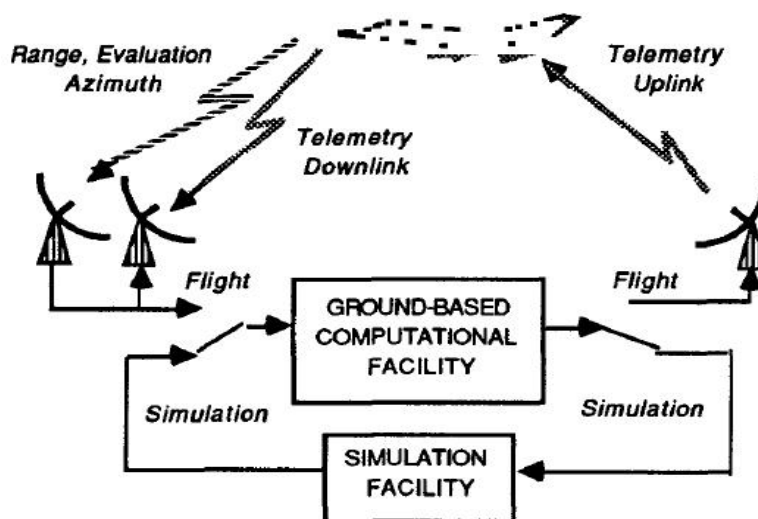 Range, Evaluation
Azimuth
Telemetry
Uplink
Telemetry
Downlink
Flight
Flight
GROUND-BASED
COMPUTATIONAL
FACILITY
Simulation
Simulation
SIMULATION
FACILITY